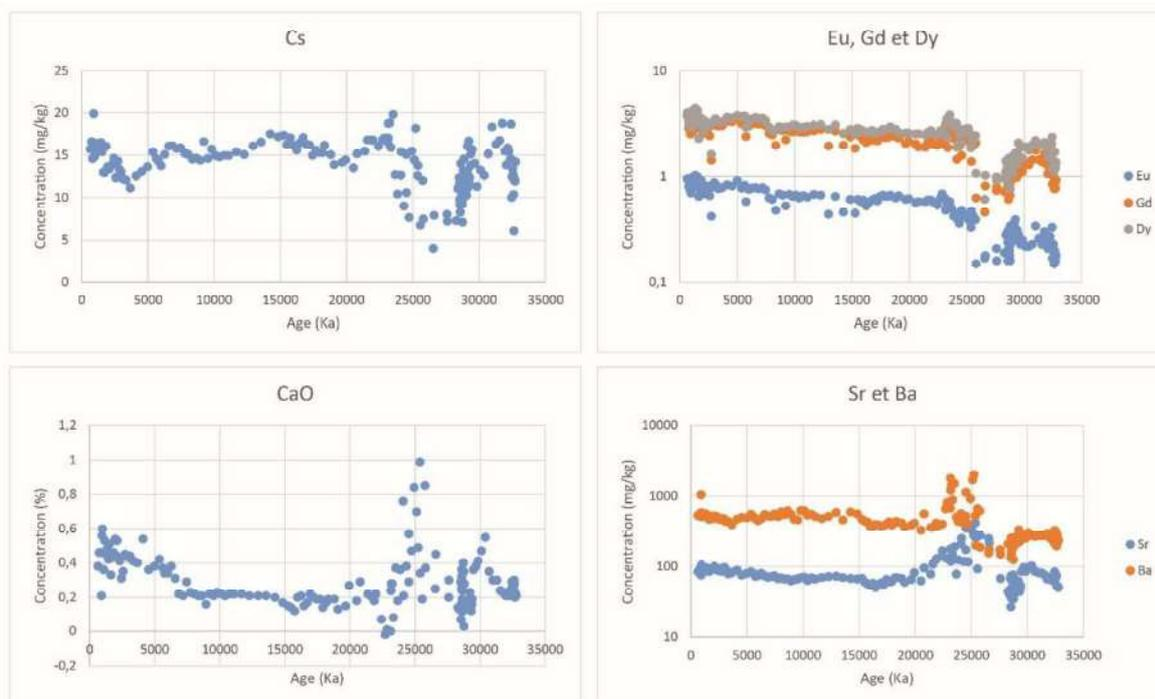 Cs
Concentration (mg/kg)
25
20
15
10
5
0
0 5000 10000 15000 20000 25000 30000 35000
Age (Ka)
Eu, Gd et Dy
Concentration (mg/kg)
10
1
0,1
0 5000 10000 15000 20000 25000 30000 35000
Age (Ka)
Eu
Gd
Dy
CaO
Concentration (%)
1,2
1
0,8
0,6
0,4
0,2
0
-0,2
0 5000 10000 15000 20000 25000 30000 35000
Age (Ka)
Sr et Ba
Concentration (mg/kg)
10000
1000
100
10
0 5000 10000 15000 20000 25000 30000 35000
Age (Ka)
Sr
Ba